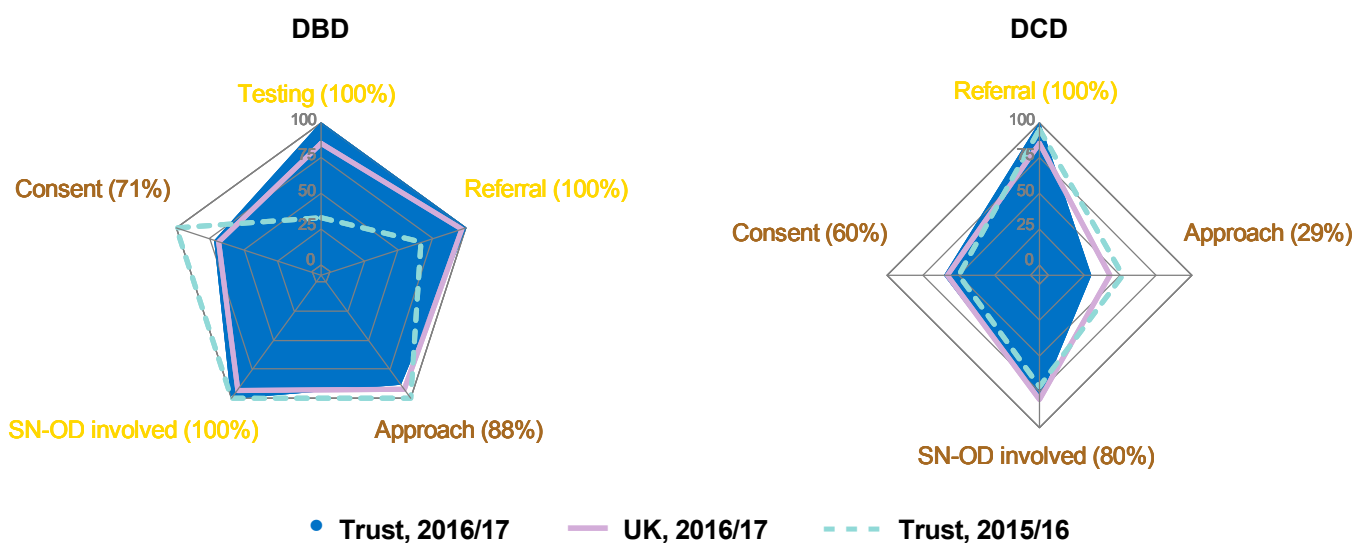 DBD
Testing (100%)
100
75
50
25
0
Consent (71%)
Referral (100%)
SN-OD involved (100%)
Approach (88%)
DCD
Referral (100%)
100
75
50
25
0
Consent (60%)
Approach (29%)
SN-OD involved (80%)
Trust, 2016/17
UK, 2016/17
Trust, 2015/16